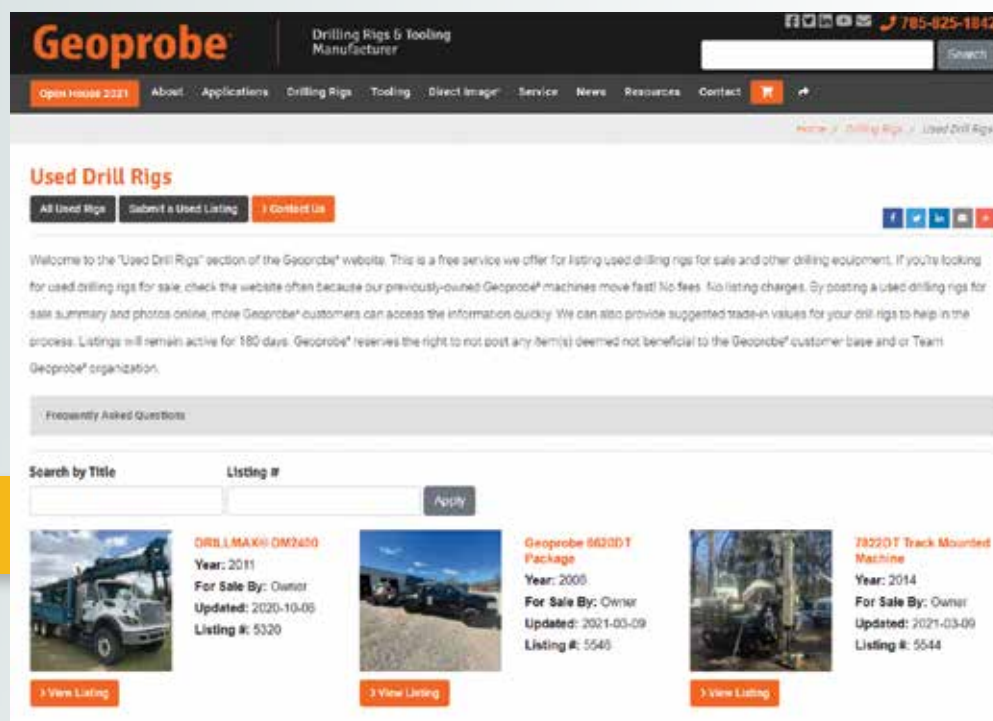 Geoprobe®
Drilling Rigs & Tooling
Manufacturer
785-825-1842
Search
Open House 2021 About Applications Drilling Rigs Tooling Direct Image® Service News Resources Contact
Home / Drilling Rigs / Used Drill Rigs
Used Drill Rigs
All Used Rigs Submit a Used Listing Contact Us
Welcome to the "Used Drill Rigs" section of the Geoprobe® website. This is a free service we offer for listing used drilling rigs for sale and other drilling equipment. If you're looking
for used drilling rigs for sale, check the website often because our previously-owned Geoprobe® machines move fast! No fees. No listing charges. By posting a used drilling rigs for
sale summary and photos online, more Geoprobe® customers can access the information quickly. We can also provide suggested trade-in values for your drill rigs to help in the
process. Listings will remain active for 180 days. Geoprobe® reserves the right to not post any item(s) deemed not beneficial to the Geoprobe® customer base and or Team
Geoprobe® organization.
Frequently Asked Questions
Search by Title Listing #
Apply
DRILLMAX® DM2400
Year: 2011
For Sale By: Owner
Updated: 2020-10-06
Listing #: 5320
View Listing
Geoprobe 6620DT
Package
Year: 2006
For Sale By: Owner
Updated: 2021-03-09
Listing #: 5546
View Listing
7822DT Track Mounted
Machine
Year: 2014
For Sale By: Owner
Updated: 2021-03-09
Listing #: 5544
View Listing